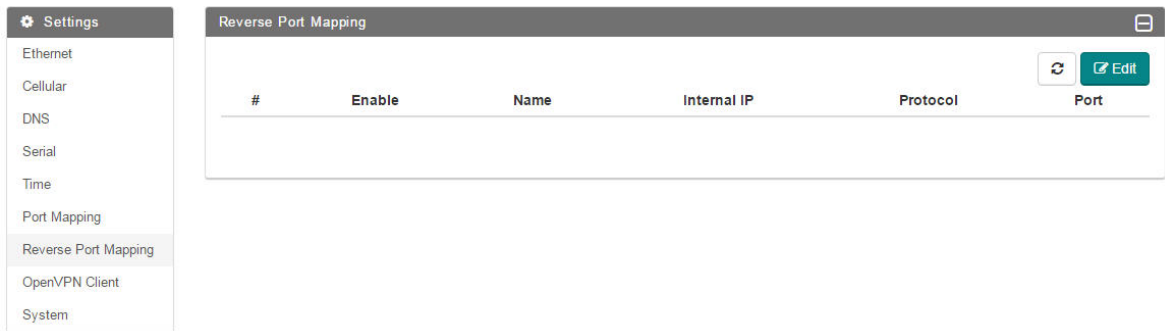 Settings
Ethernet
Cellular
DNS
Serial
Time
Port Mapping
Reverse Port Mapping
OpenVPN Client
System
Reverse Port Mapping
Edit
# Enable Name Internal IP Protocol Port